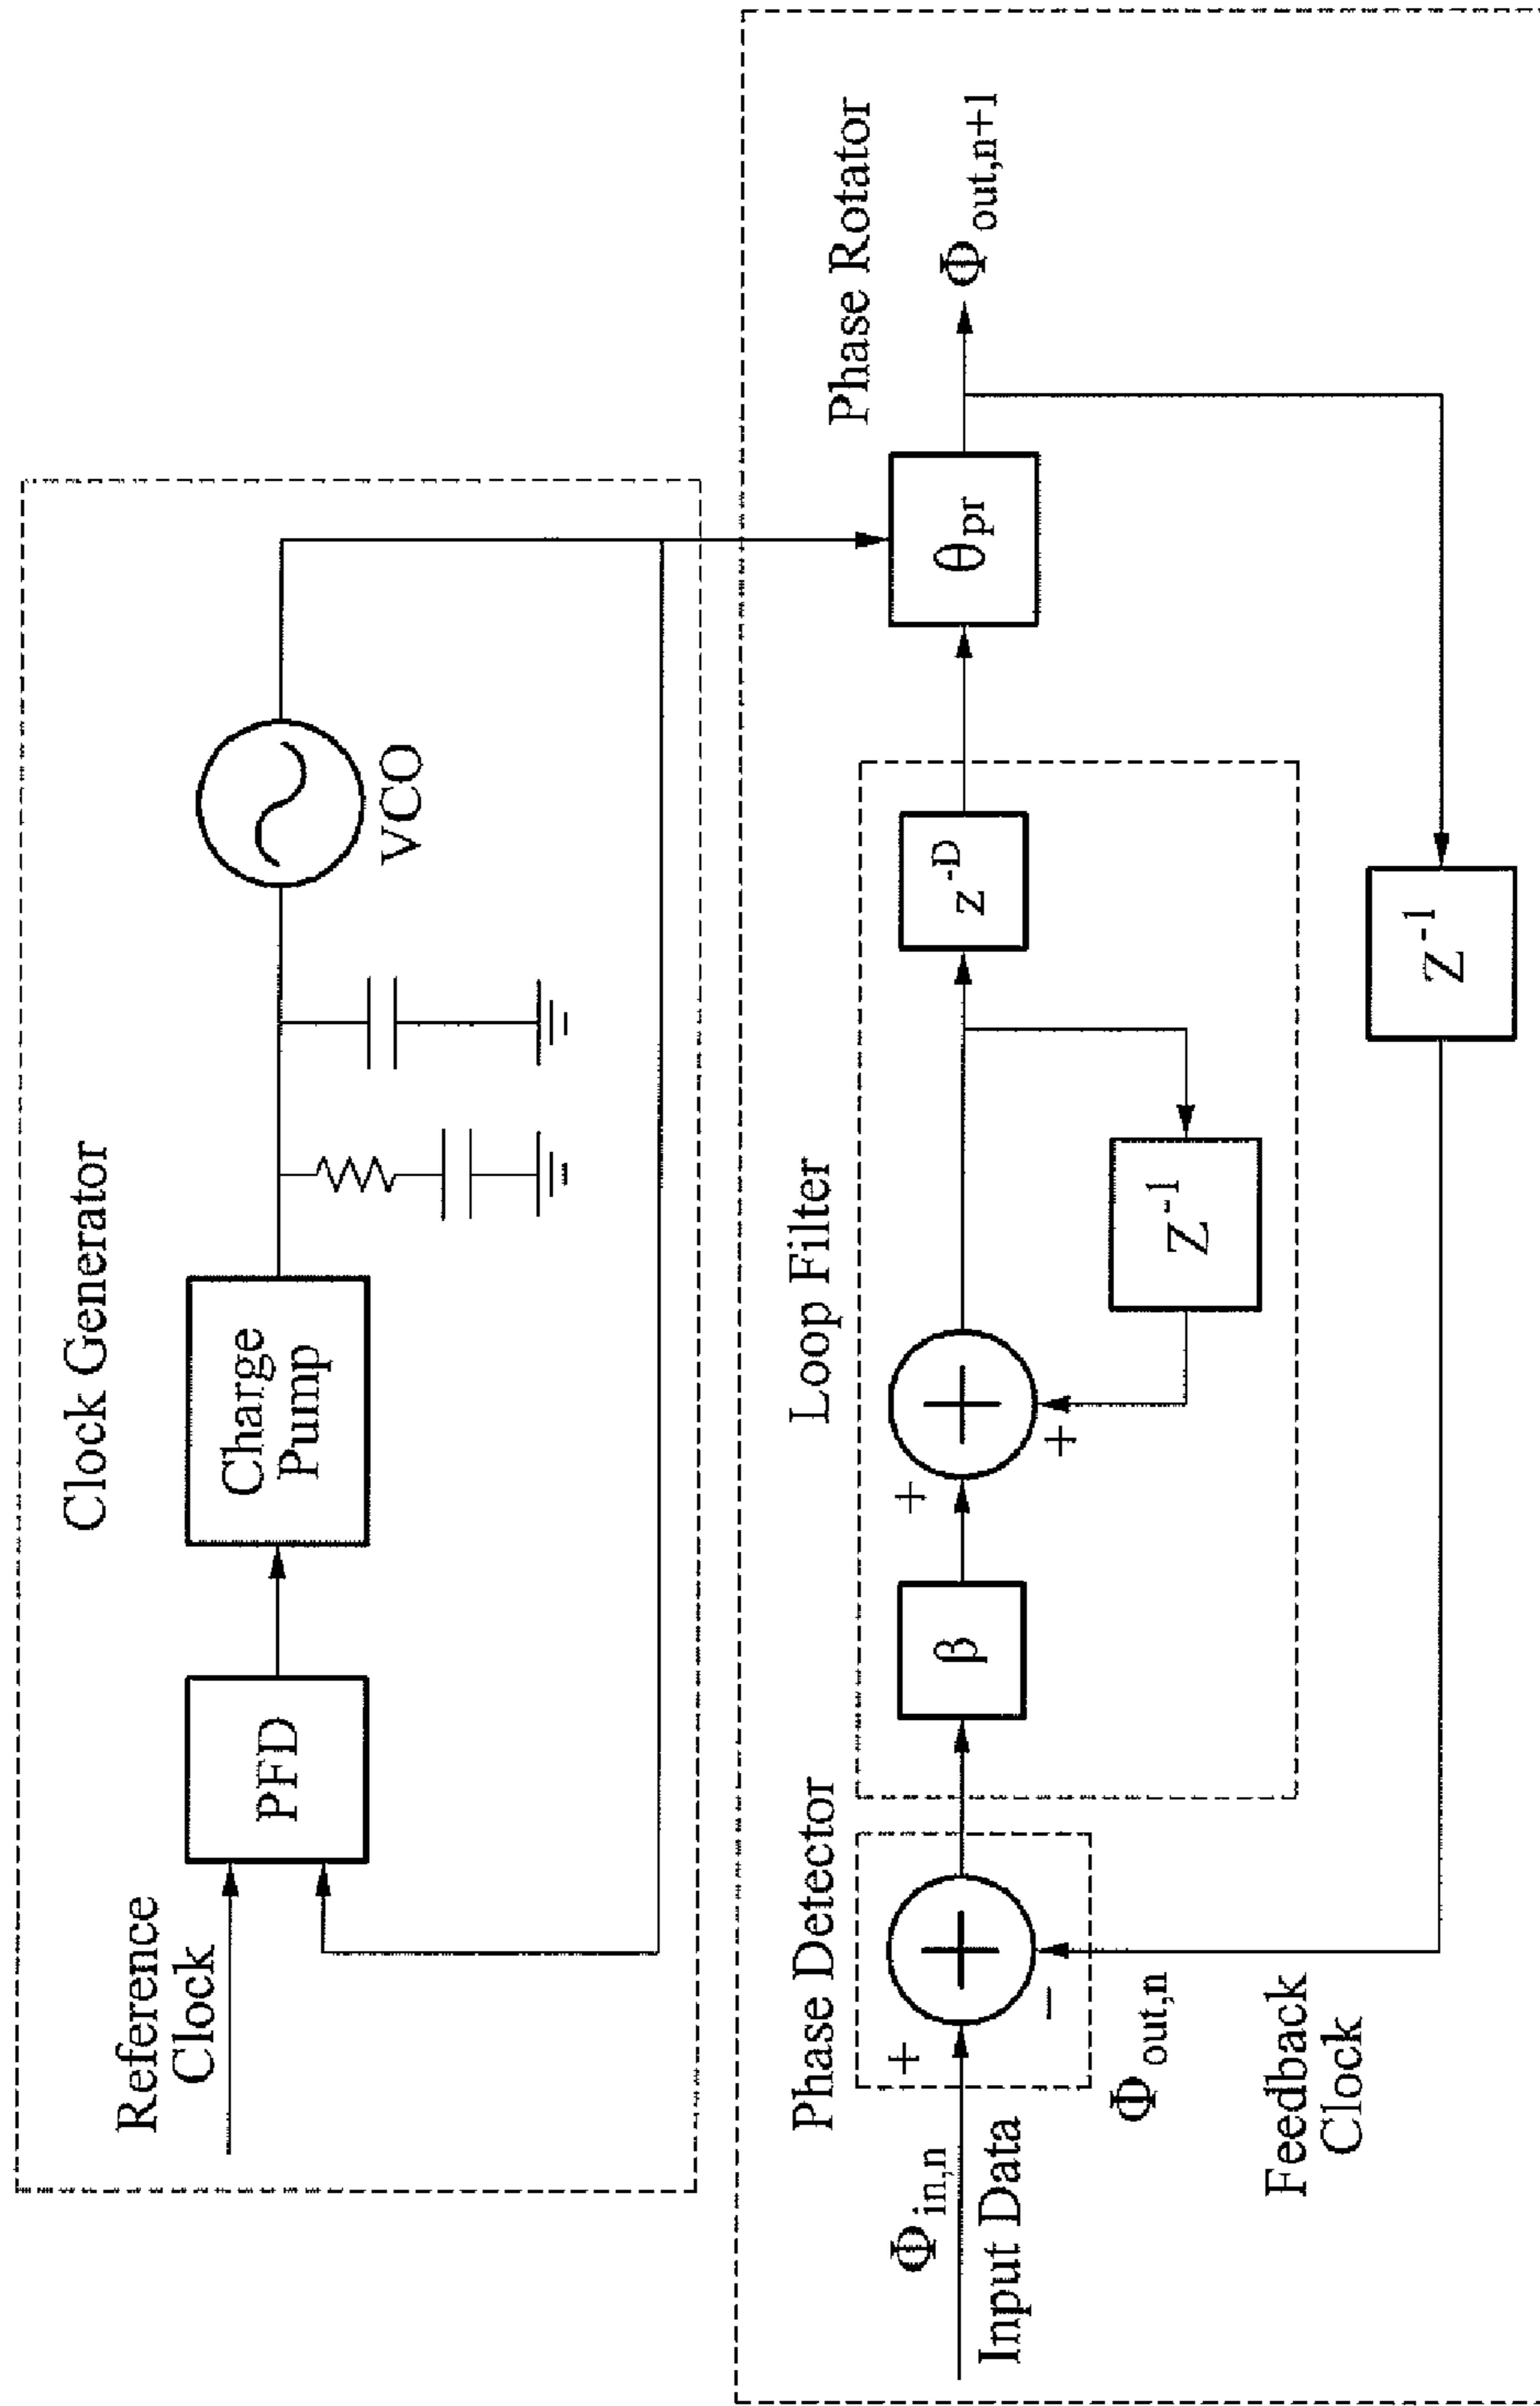 Clock Generator
Reference
Clock
PFD
Charge
Pump
VCO
Phase Detector
Loop Filter
Phase Rotator
Φin,n
Input Data
+
-
β
+
+
z-D
θpr
Φout,n+1
Z-1
Φout,n
Feedback
Clock
Z-1